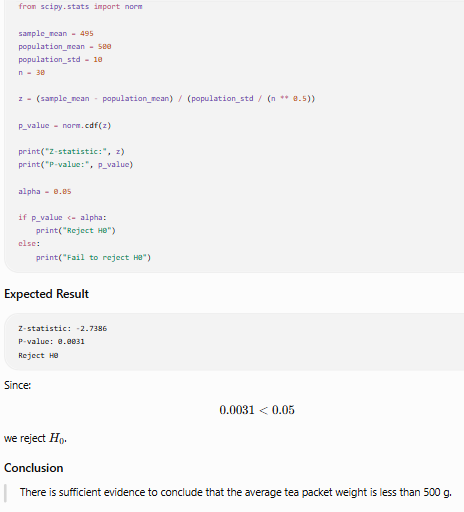 from scipy.stats import norm
sample_mean = 495
population_mean = 500
population_std = 10
n = 30
z = (sample_mean - population_mean) / (population_std / (n ** 0.5))
p_value = norm.cdf(z)
print("Z-statistic:", z)
print("P-value:", p_value)
alpha = 0.05
if p_value <= alpha:
    print("Reject H0")
else:
    print("Fail to reject H0")
Expected Result
Z-statistic: -2.7386
P-value: 0.0031
Reject H0
Since:
0.0031 < 0.05
we reject H₀.
Conclusion
There is sufficient evidence to conclude that the average tea packet weight is less than 500 g.